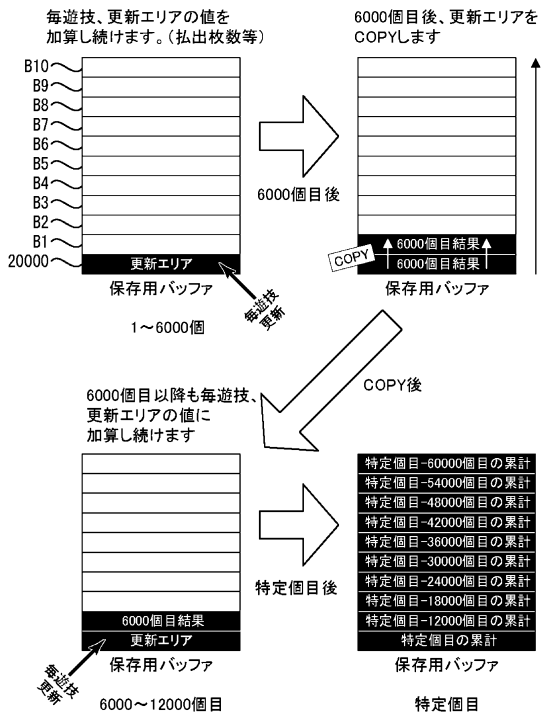 毎遊技、更新エリアの値を
加算し続けます。(払出枚数等)
B10
B9
B8
B7
B6
B5
B4
B3
B2
B1
20000
更新エリア
保存用バッファ
毎遊技
更新
1～6000個
6000個目後
6000個目後、更新エリアを
COPYします
6000個目結果
COPY
6000個目結果
保存用バッファ
COPY後
6000個目以降も毎遊技、
更新エリアの値に
加算し続けます
6000個目結果
更新エリア
保存用バッファ
毎遊技
更新
6000～12000個目
特定個目後
特定個目-60000個目の累計
特定個目-54000個目の累計
特定個目-48000個目の累計
特定個目-42000個目の累計
特定個目-36000個目の累計
特定個目-30000個目の累計
特定個目-24000個目の累計
特定個目-18000個目の累計
特定個目-12000個目の累計
特定個目の累計
保存用バッファ
特定個目